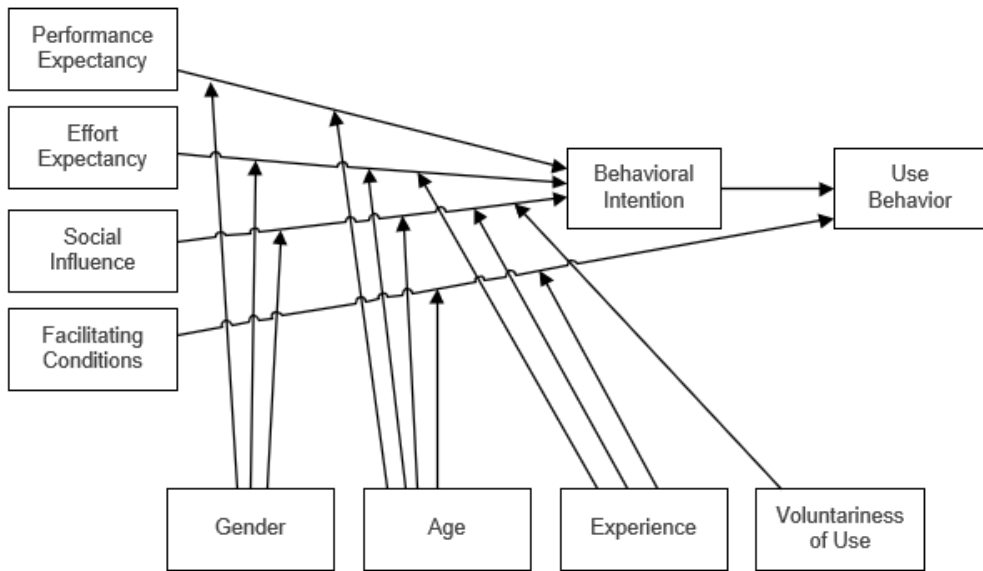 Performance
Expectancy
Effort
Expectancy
Social
Influence
Facilitating
Conditions
Behavioral
Intention
Use
Behavior
Gender
Age
Experience
Voluntariness
of Use